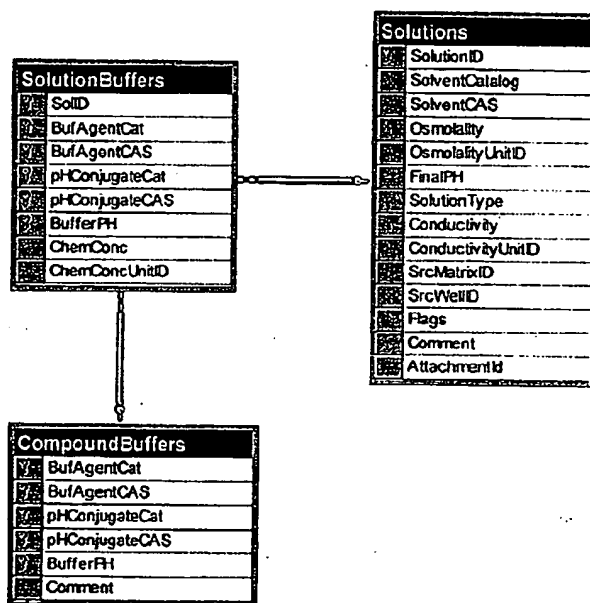 Solutions
SolutionID
SolventCatalog
SolventCAS
Osmolality
OsmolalityUnitID
FinalPH
SolutionType
Conductivity
ConductivityUnitID
SrcMatrixID
SrcWellID
Flags
Comment
AttachmentId
SolutionBuffers
SolID
BufAgentCat
BufAgentCAS
pHConjugateCat
pHConjugateCAS
BufferPH
ChemConc
ChemConcUnitID
CompoundBuffers
BufAgentCat
BufAgentCAS
pHConjugateCat
pHConjugateCAS
BufferPH
Comment